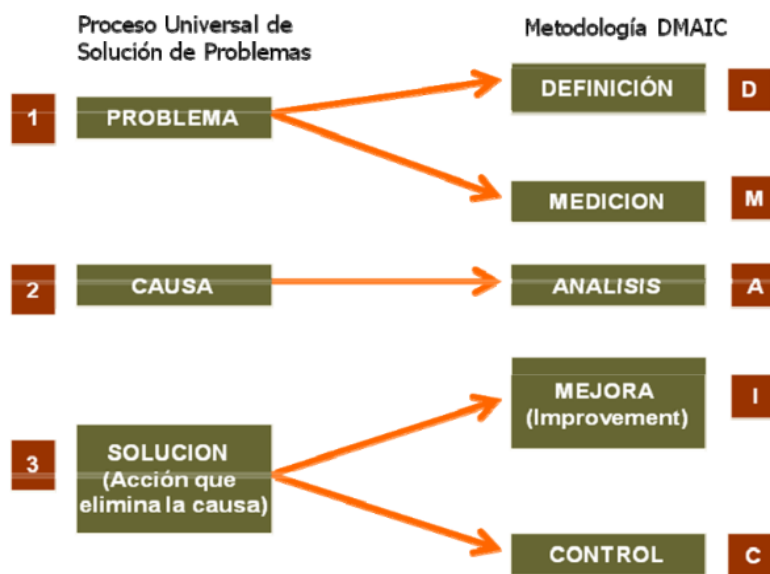 Proceso Universal de
Solución de Problemas
Metodología DMAIC
1
PROBLEMA
DEFINICIÓN
D
MEDICION
M
2
CAUSA
ANALISIS
A
3
SOLUCION
(Acción que
elimina la causa)
MEJORA
(Improvement)
I
CONTROL
C